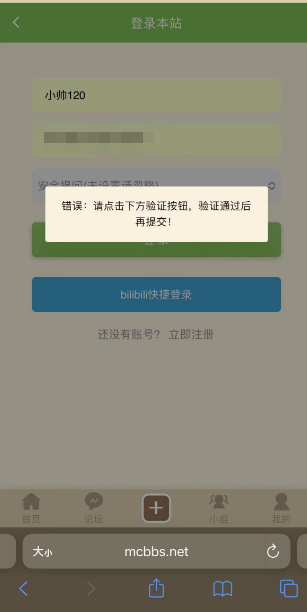 登录本站
小帅120
安全提问(未设置请忽略)
错误：请点击下方验证按钮，验证通过后
再提交！
登录
bilibili快捷登录
还没有账号？ 立即注册
首页
论坛
小组
我的
大小
mcbbs.net